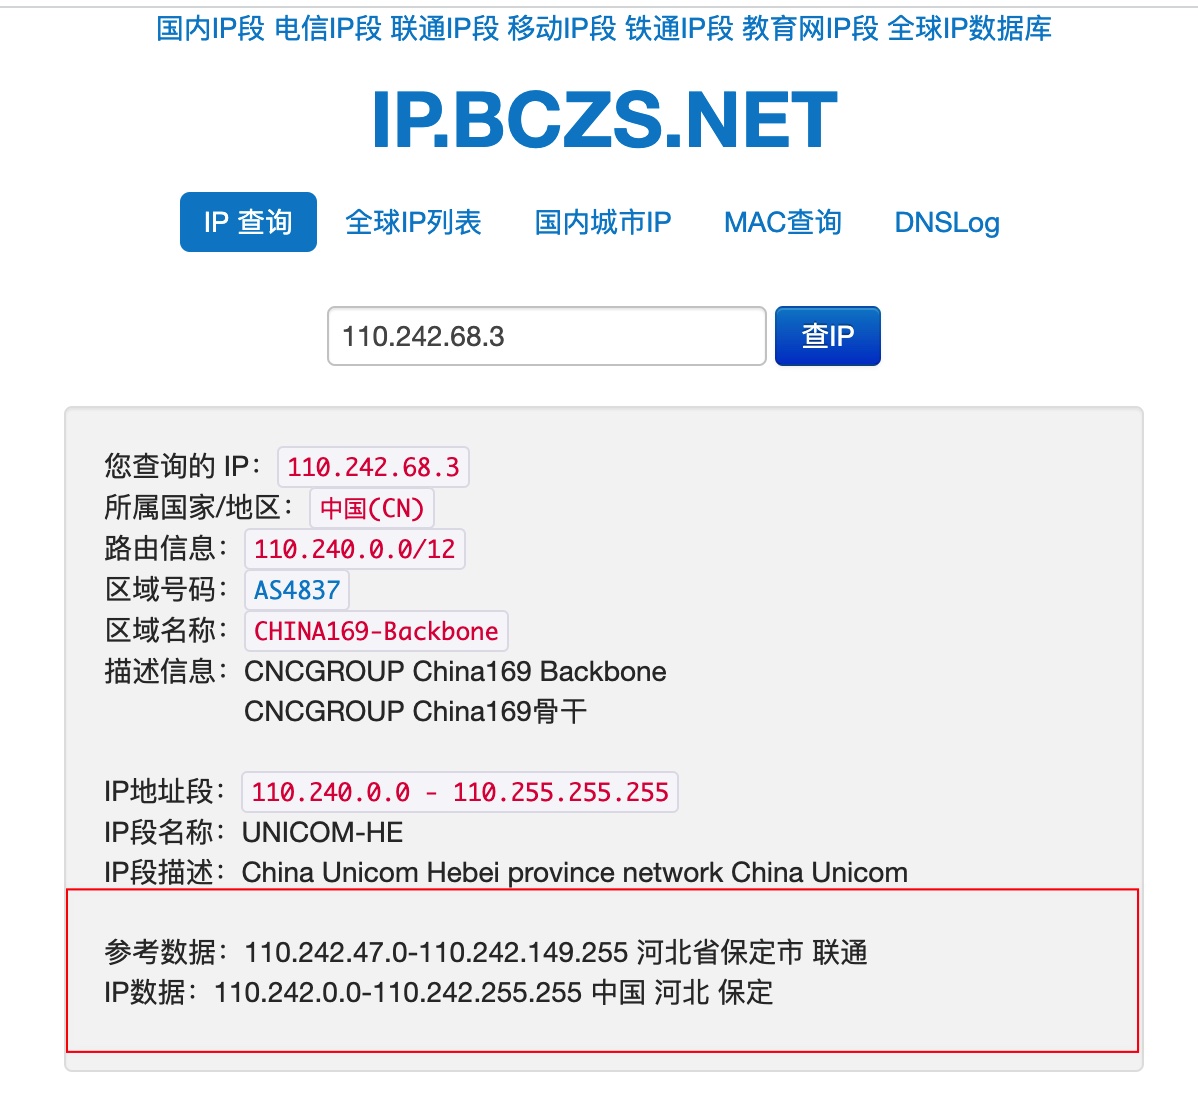 国内IP段 电信IP段 联通IP段 移动IP段 铁通IP段 教育网IP段 全球IP数据库
IP.BCZS.NET
IP 查询 全球IP列表 国内城市IP MAC查询 DNSLog
110.242.68.3 查IP
您查询的 IP： 110.242.68.3
所属国家/地区： 中国(CN)
路由信息： 110.240.0.0/12
区域号码： AS4837
区域名称： CHINA169-Backbone
描述信息： CNCGROUP China169 Backbone
CNCGROUP China169骨干
IP地址段： 110.240.0.0 - 110.255.255.255
IP段名称： UNICOM-HE
IP段描述： China Unicom Hebei province network China Unicom
参考数据： 110.242.47.0-110.242.149.255 河北省保定市 联通
IP数据： 110.242.0.0-110.242.255.255 中国 河北 保定